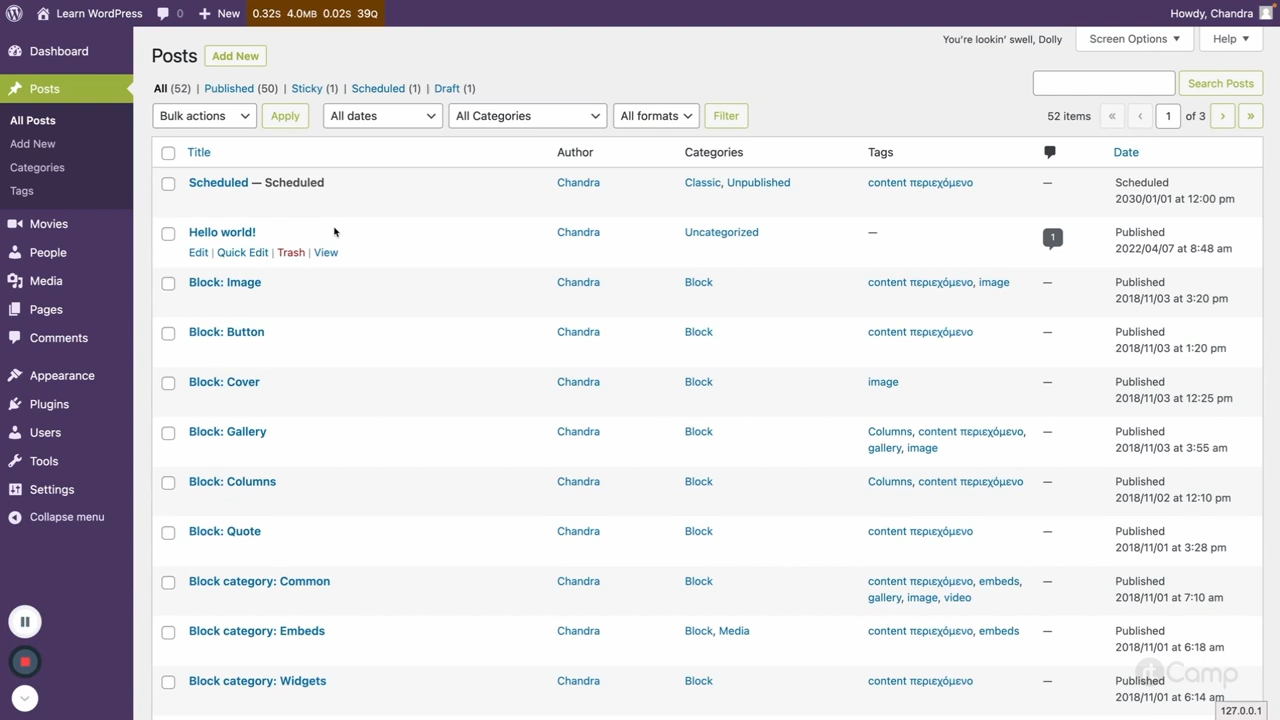 Learn WordPress 0 New 0.32S 4.0MB 0.02S 39Q Howdy, Chandra
Dashboard
Posts
All Posts
Add New
Categories
Tags
Movies
People
Media
Pages
Comments
Appearance
Plugins
Users
Tools
Settings
Collapse menu
You're lookin' swell, Dolly Screen Options ▼ Help ▼
Posts Add New
All (52) | Published (50) | Sticky (1) | Scheduled (1) | Draft (1)
Search Posts
Bulk actions Apply All dates All Categories All formats Filter 52 items « ‹ 1 of 3 › »
Title Author Categories Tags Date
Scheduled — Scheduled Chandra Classic, Unpublished content περιεχόμενο — Scheduled
2030/01/01 at 12:00 pm
Hello world! Chandra Uncategorized — 1 Published
Edit | Quick Edit | Trash | View 2022/04/07 at 8:48 am
Block: Image Chandra Block content περιεχόμενο, image — Published
2018/11/03 at 3:20 pm
Block: Button Chandra Block content περιεχόμενο — Published
2018/11/03 at 1:20 pm
Block: Cover Chandra Block image — Published
2018/11/03 at 12:25 pm
Block: Gallery Chandra Block Columns, content περιεχόμενο, — Published
gallery, image 2018/11/03 at 3:55 am
Block: Columns Chandra Block Columns, content περιεχόμενο — Published
2018/11/02 at 12:10 pm
Block: Quote Chandra Block content περιεχόμενο — Published
2018/11/01 at 3:28 pm
Block category: Common Chandra Block content περιεχόμενο, embeds, — Published
gallery, image, video 2018/11/01 at 7:10 am
Block category: Embeds Chandra Block, Media content περιεχόμενο, embeds — Published
2018/11/01 at 6:18 am
Block category: Widgets Chandra Block content περιεχόμενο — Published
2018/11/01 at 6:14 am
rtCamp
127.0.0.1